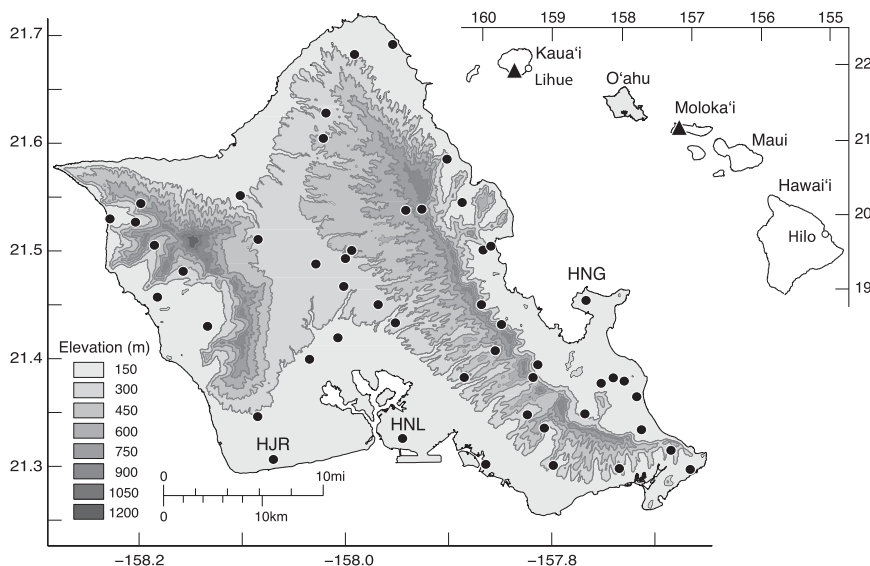 21.7
21.6
21.5
21.4
21.3
−158.2
−158.0
−157.8
160
159
158
157
156
155
22
21
20
19
Kaua‘i
Lihue
O‘ahu
Moloka‘i
Maui
Hawai‘i
Hilo
HNG
HNL
HJR
Elevation (m)
150
300
450
600
750
900
1050
1200
0
10mi
0
10km